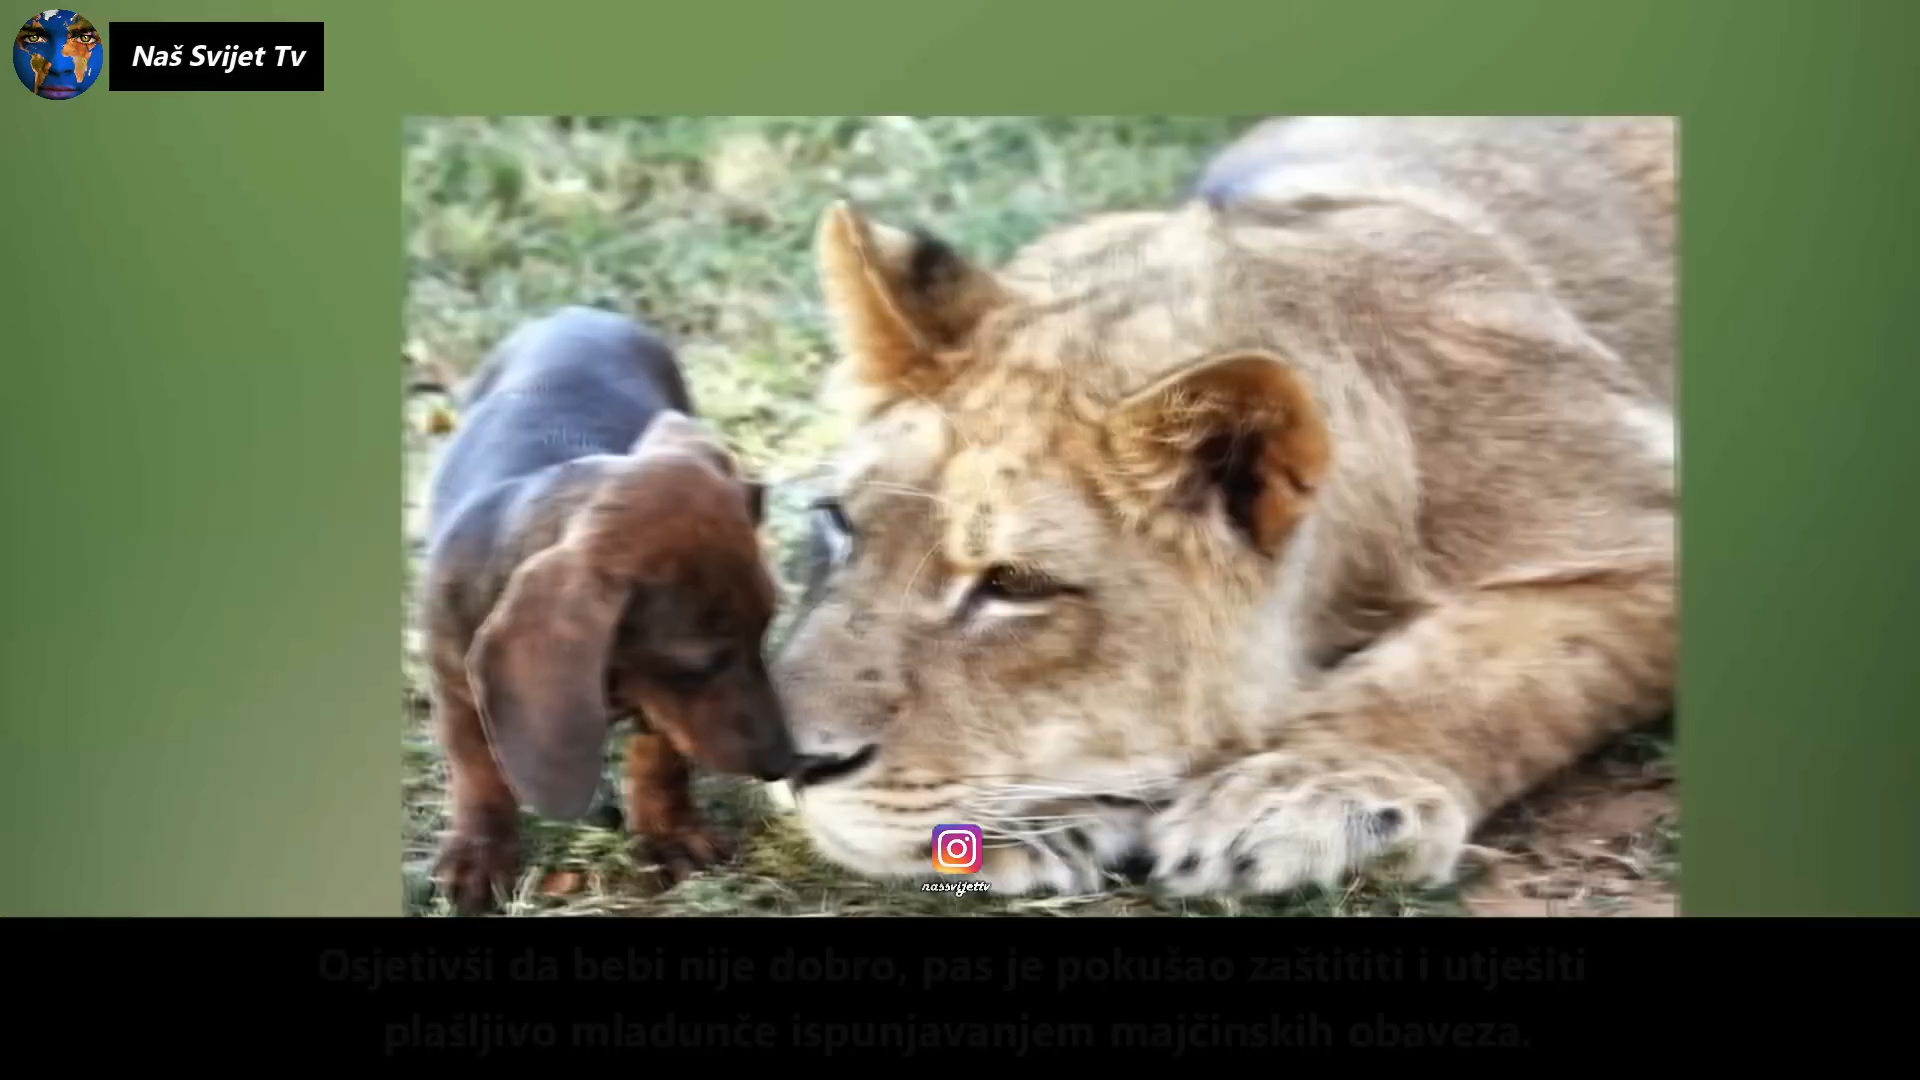 Naš Svijet Tv
nassvijettv
Osjetivši da bebi nije dobro, pas je pokušao zaštititi i utješiti
plašljivo mladunče ispunjavanjem majčinskih obaveza.